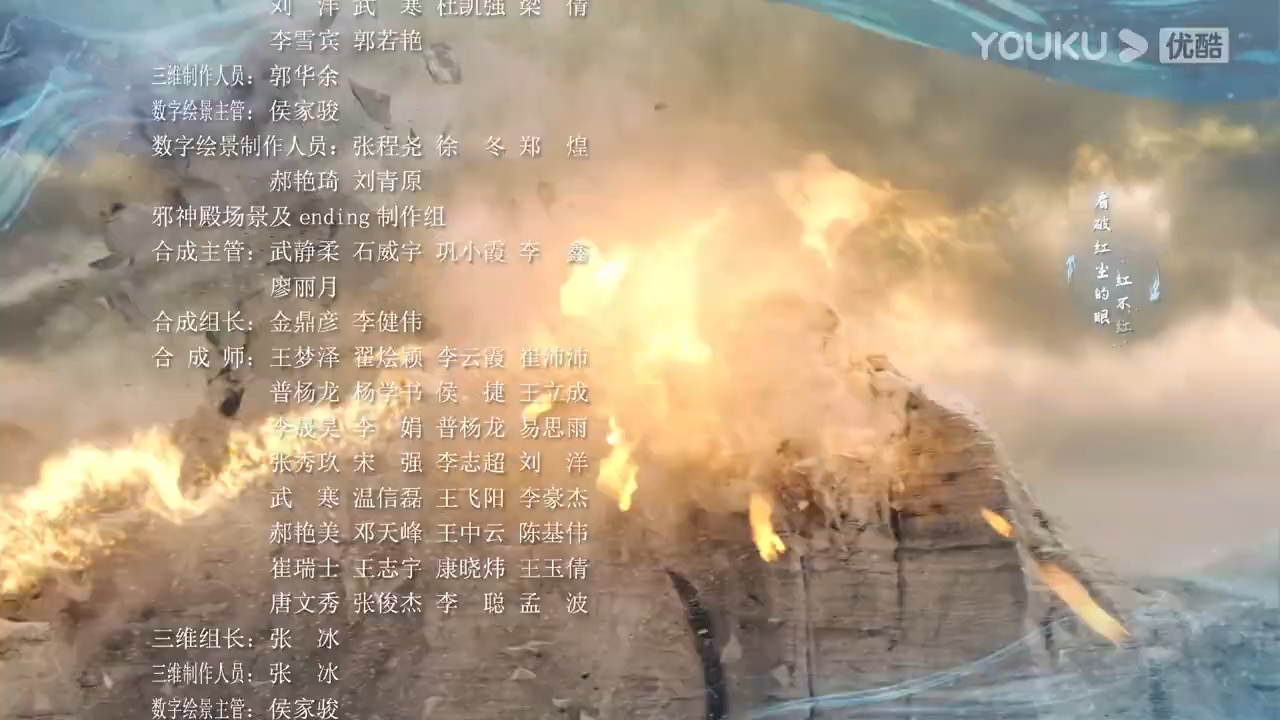 刘 洋 武 寒 杜凯强 梁 倩
李雪宾 郭若艳
三维制作人员：郭华余
数字绘景主管：侯家骏
数字绘景制作人员：张程尧 徐 冬 郑 煌
郝艳琦 刘青原
邪神殿场景及 ending 制作组
合成主管：武静柔 石威宇 巩小霞 李 鑫
廖丽月
合成组长：金鼎彦 李健伟
合 成 师：王梦泽 翟烩颖 李云霞 崔沛沛
普杨龙 杨学书 侯 捷 王立成
李晟昊 李 娟 普杨龙 易思雨
张秀玖 宋 强 李志超 刘 洋
武 寒 温信磊 王飞阳 李豪杰
郝艳美 邓天峰 王中云 陈基伟
崔瑞士 王志宇 康晓炜 王玉倩
唐文秀 张俊杰 李 聪 孟 波
三维组长：张 冰
三维制作人员：张 冰
数字绘景主管：侯家骏
YOUKU 优酷
看破红尘的眼
红不红